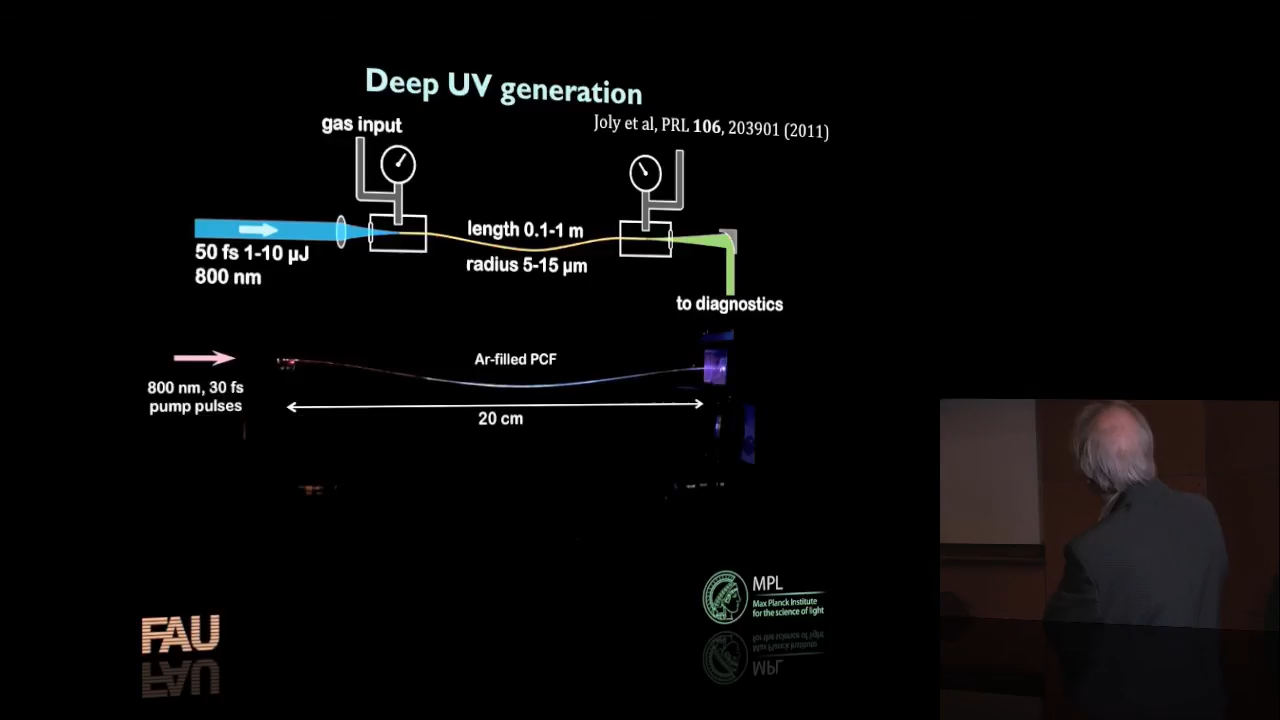 Deep UV generation
Joly et al, PRL 106, 203901 (2011)
gas input
length 0.1-1 m
radius 5-15 µm
50 fs 1-10 µJ
800 nm
to diagnostics
Ar-filled PCF
800 nm, 30 fs
pump pulses
20 cm
MPL
Max Planck Institute
for the science of light
FAU